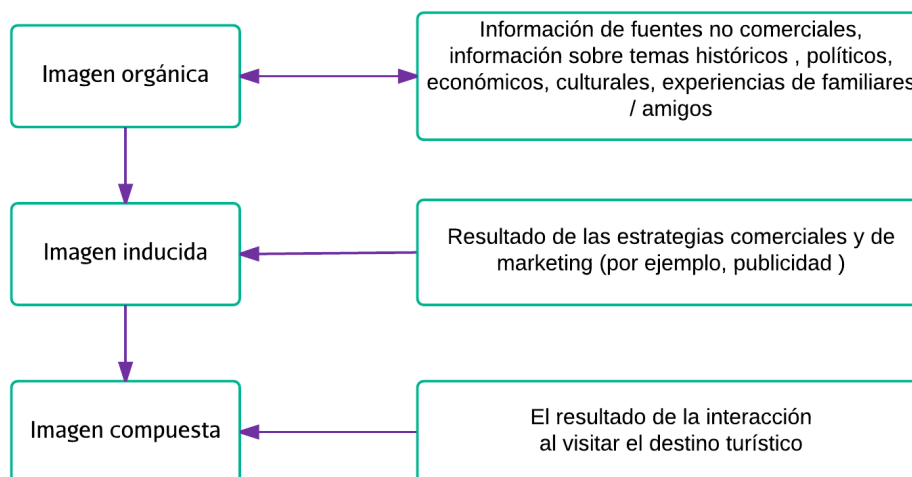 Imagen orgánica
Información de fuentes no comerciales,
información sobre temas históricos , políticos,
económicos, culturales, experiencias de familiares
/ amigos
Imagen inducida
Resultado de las estrategias comerciales y de
marketing (por ejemplo, publicidad )
Imagen compuesta
El resultado de la interacción
al visitar el destino turístico